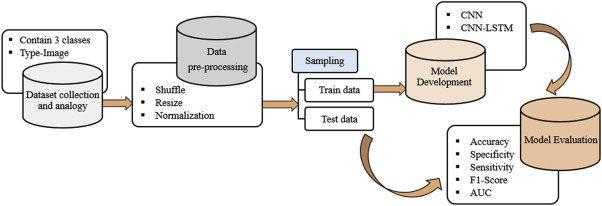 ▪ Contain 3 classes
▪ Type-Image
Dataset collection
and analogy
Data
pre-processing
▪ Shuffle
▪ Resize
▪ Normalization
Sampling
Train data
Test data
▪ CNN
▪ CNN-LSTM
Model
Development
Model Evaluation
▪ Accuracy
▪ Specificity
▪ Sensitivity
▪ F1-Score
▪ AUC